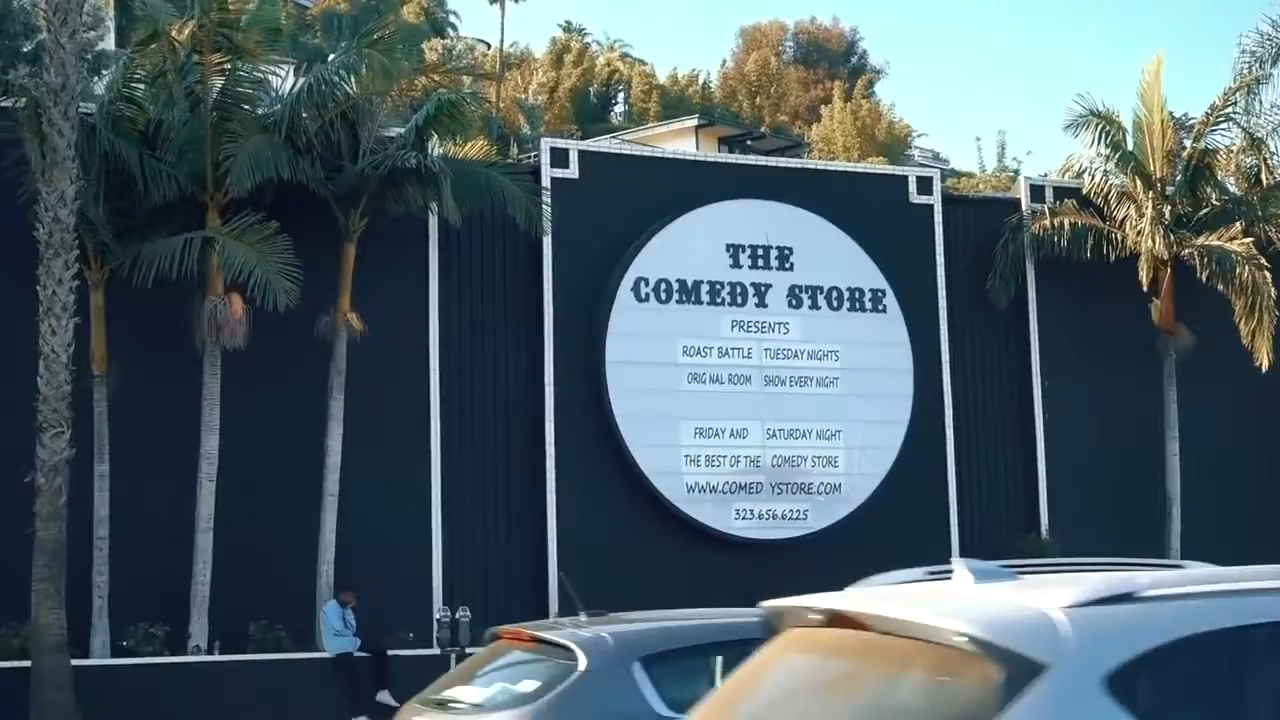 THE
COMEDY STORE
PRESENTS
ROAST BATTLE TUESDAY NIGHTS
ORIG NAL ROOM SHOW EVERY NIGHT
FRIDAY AND SATURDAY NIGHT
THE BEST OF THE COMEDY STORE
WWW.COMED YSTORE.COM
323.656.6225